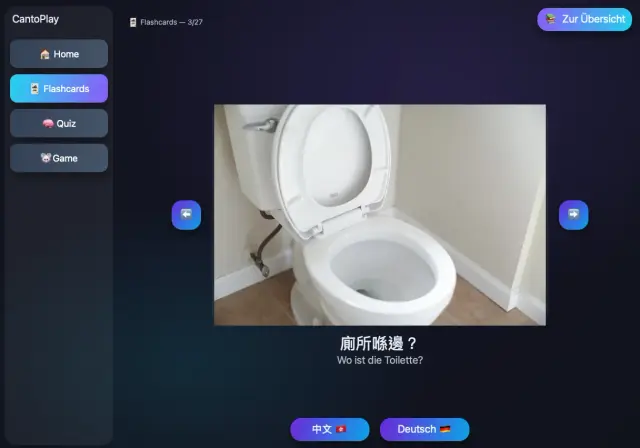 CantoPlay
Home
Flashcards
Quiz
Game
Flashcards — 3/27
Zur Übersicht
廁所喺邊？
Wo ist die Toilette?
中文
Deutsch